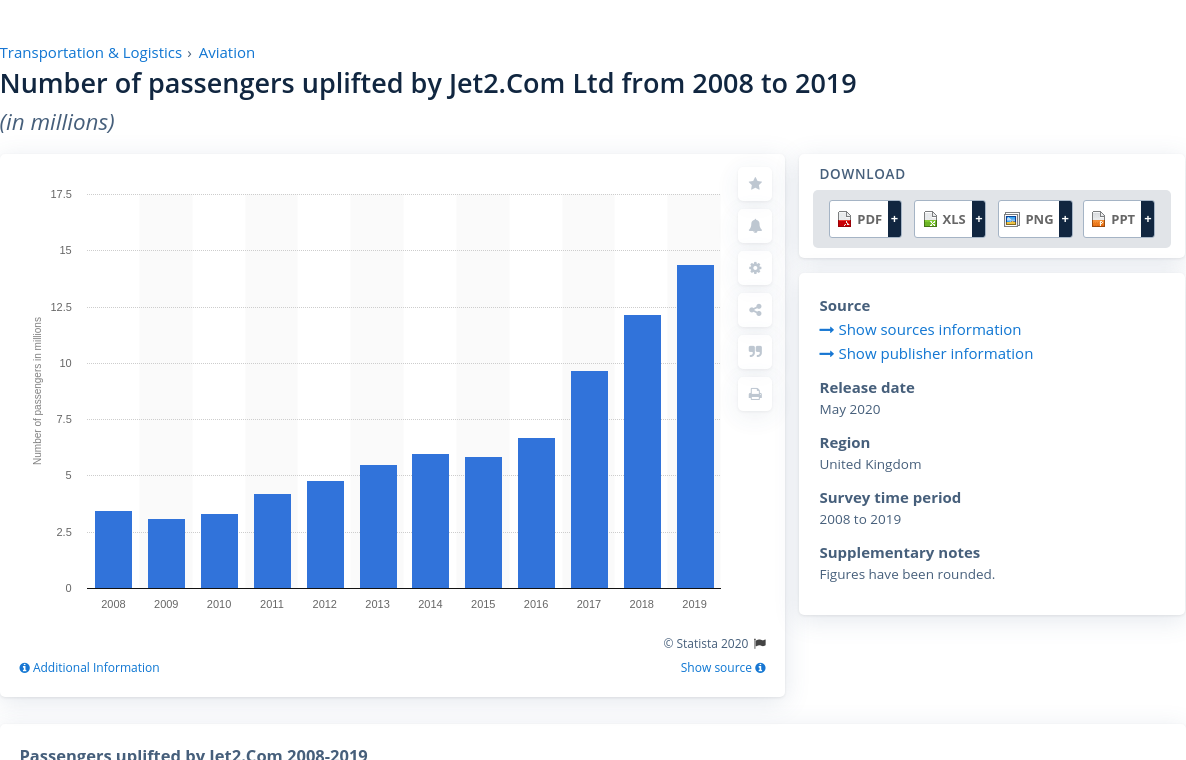 Transportation & Logistics › Aviation
Number of passengers uplifted by Jet2.Com Ltd from 2008 to 2019
(in millions)
17.5
15
12.5
10
7.5
5
2.5
0
Number of passengers in millions
2008 2009 2010 2011 2012 2013 2014 2015 2016 2017 2018 2019
© Statista 2020
Additional Information
Show source
DOWNLOAD
PDF + XLS + PNG + PPT +
Source
Show sources information
Show publisher information
Release date
May 2020
Region
United Kingdom
Survey time period
2008 to 2019
Supplementary notes
Figures have been rounded.
Passengers uplifted by Jet2.Com 2008-2019